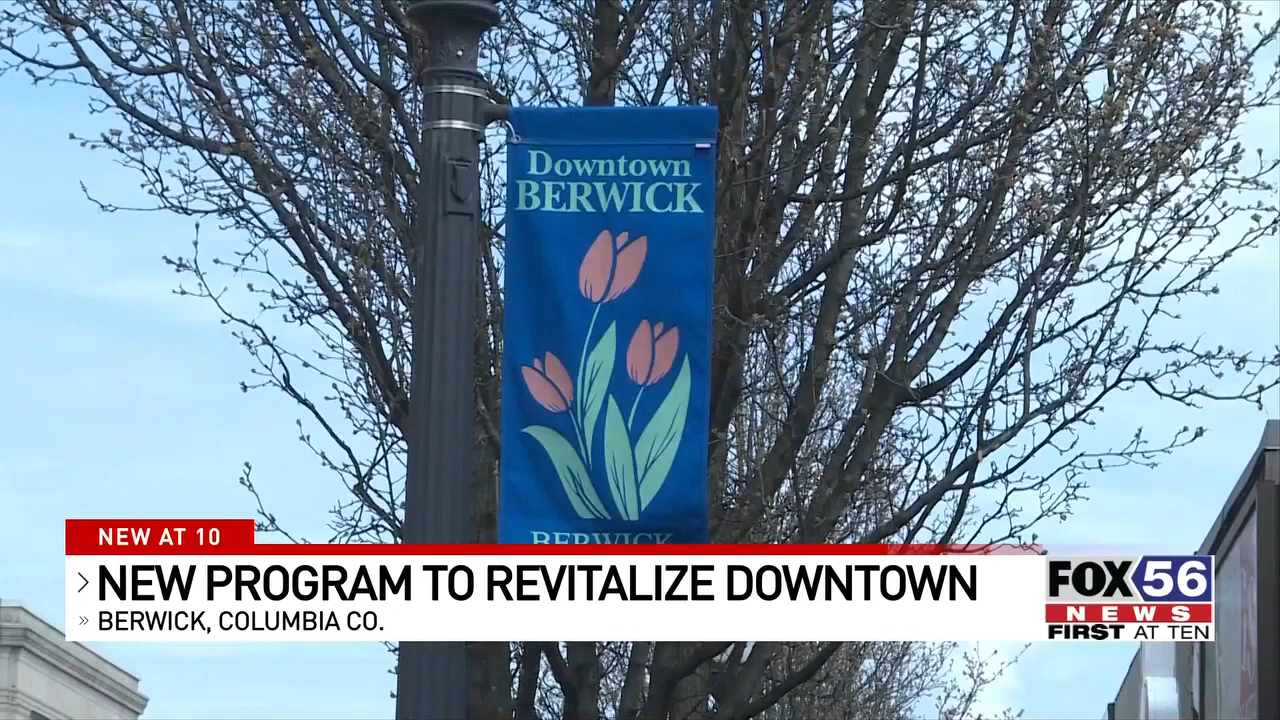 Downtown
BERWICK
BERWICK
NEW AT 10
NEW PROGRAM TO REVITALIZE DOWNTOWN
BERWICK, COLUMBIA CO.
FOX 56
NEWS
FIRST AT TEN